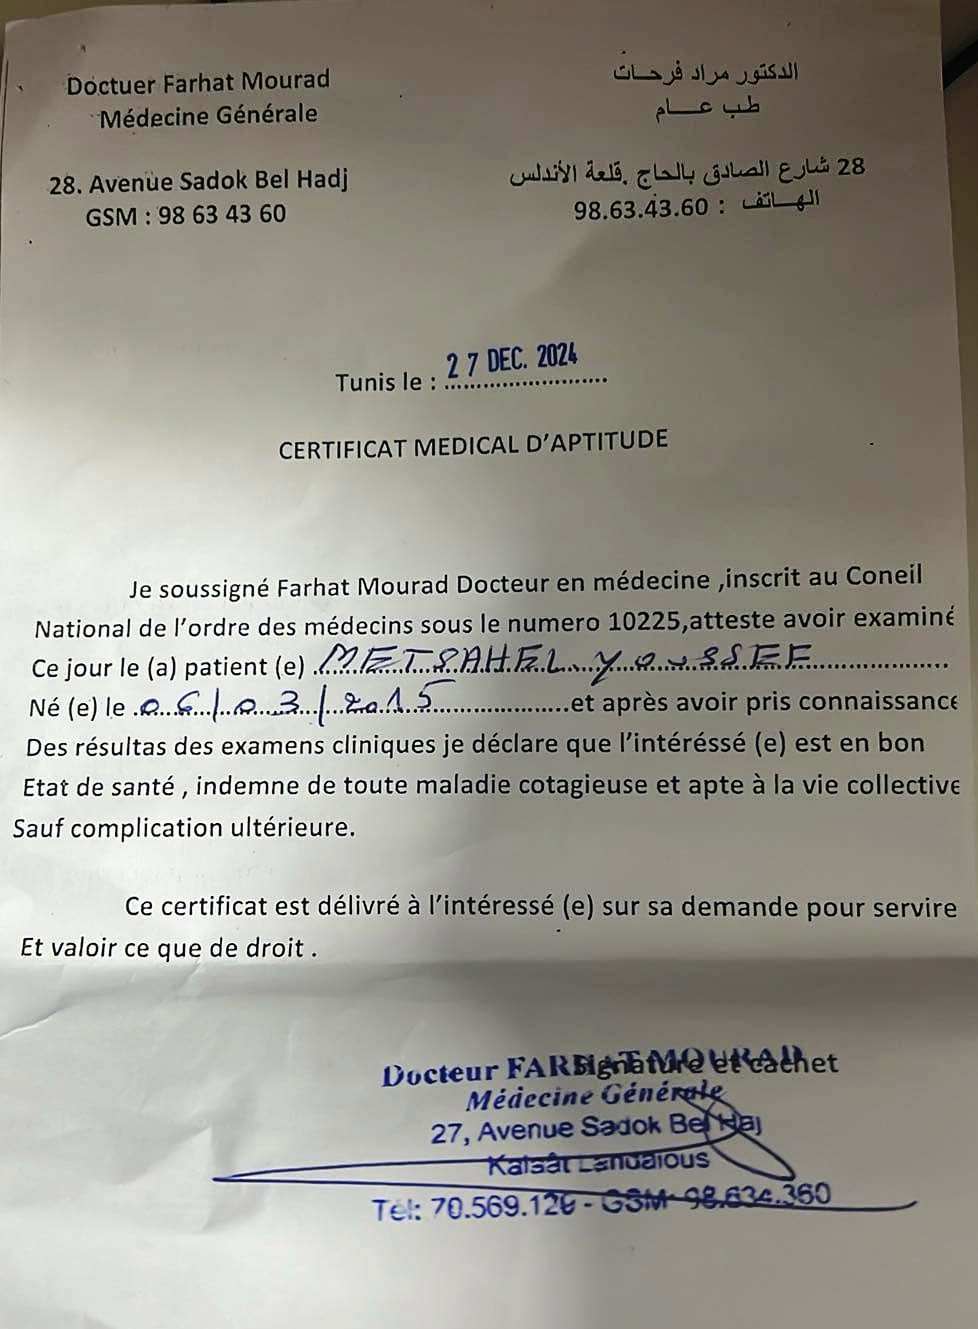 Doctuer Farhat Mourad
Médecine Générale
28. Avenue Sadok Bel Hadj
GSM : 98 63 43 60
الدكتور مراد فرحات
طب عـــام
28 شارع الصادق بالحاج. قلعة الأندلس
الهـــاتف : 98.63.43.60
Tunis le : 27 DEC. 2024
CERTIFICAT MEDICAL D'APTITUDE
Je soussigné Farhat Mourad Docteur en médecine ,inscrit au Coneil
National de l'ordre des médecins sous le numero 10225,atteste avoir examiné
Ce jour le (a) patient (e) METSAHEL youssEF
Né (e) le 06/03/2015 et après avoir pris connaissance
Des résultas des examens cliniques je déclare que l'intéréssé (e) est en bon
Etat de santé , indemne de toute maladie cotagieuse et apte à la vie collective
Sauf complication ultérieure.
Ce certificat est délivré à l'intéressé (e) sur sa demande pour servire
Et valoir ce que de droit .
Signature et cachet
Docteur FARHAT MOURAD
Médecine Générale
27, Avenue Sadok Bel Haj
Kalaât Landalous
Tél: 70.569.126 - GSM: 98.634.360